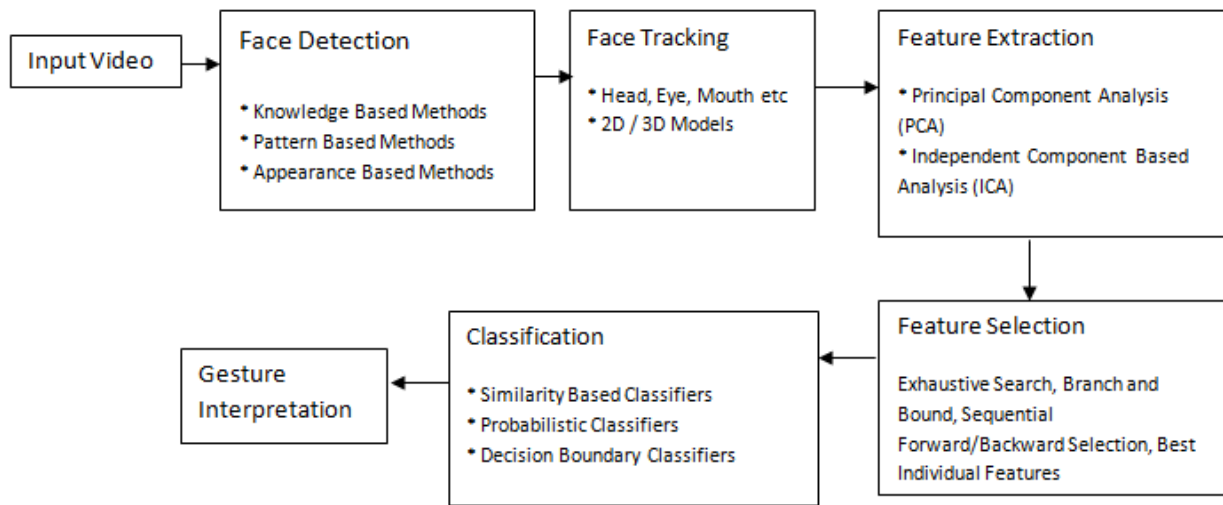 Input Video
Face Detection
* Knowledge Based Methods
* Pattern Based Methods
* Appearance Based Methods
Face Tracking
* Head, Eye, Mouth etc
* 2D / 3D Models
Feature Extraction
* Principal Component Analysis
(PCA)
* Independent Component Based
Analysis (ICA)
Feature Selection
Exhaustive Search, Branch and
Bound, Sequential
Forward/Backward Selection, Best
Individual Features
Classification
* Similarity Based Classifiers
* Probabilistic Classifiers
* Decision Boundary Classifiers
Gesture
Interpretation